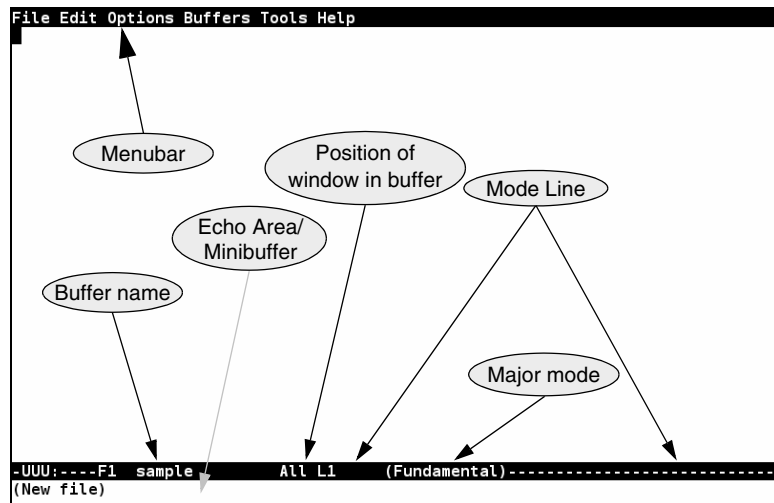 File Edit Options Buffers Tools Help
Menubar
Position of
window in buffer
Mode Line
Echo Area/
Minibuffer
Buffer name
Major mode
-UUU:----F1  sample         All L1     (Fundamental)---------------------------
(New file)